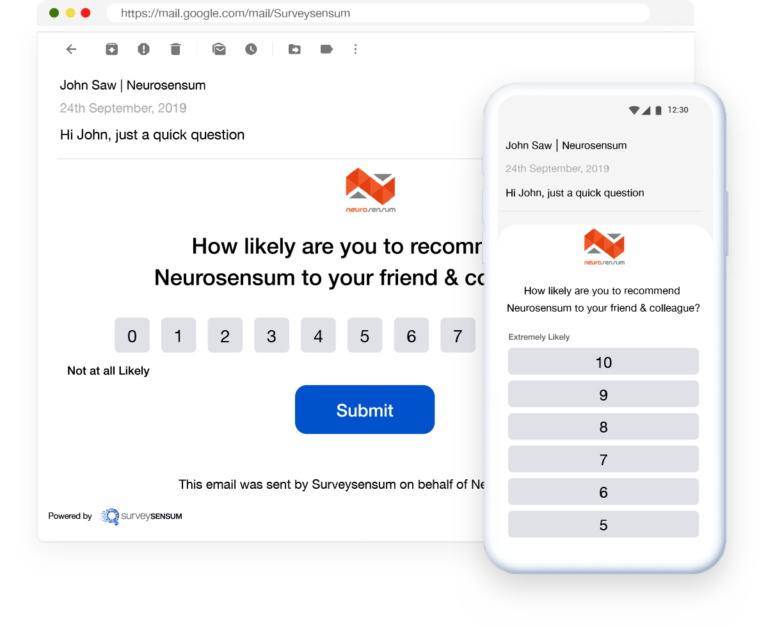 https://mail.google.com/mail/Surveysensum
John Saw | Neurosensum
24th September, 2019
Hi John, just a quick question
neurosensum
How likely are you to recom
Neurosensum to your friend & co
0 1 2 3 4 5 6 7
Not at all Likely
Submit
This email was sent by Surveysensum on behalf of Ne
Powered by surveySENSUM
12:30
John Saw | Neurosensum
24th September, 2019
Hi John, just a quick question
neurosensum
How likely are you to recommend
Neurosensum to your friend & colleague?
Extremely Likely
10
9
8
7
6
5